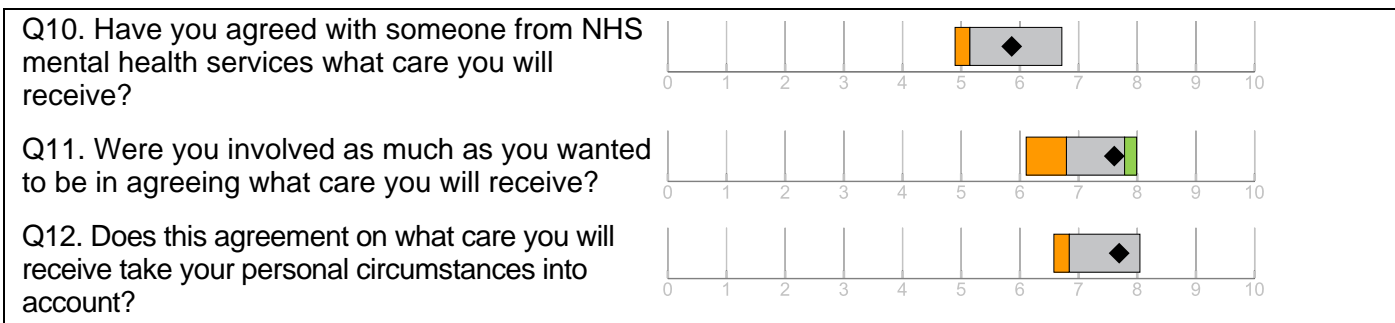 Q10. Have you agreed with someone from NHS
mental health services what care you will
receive?
0 1 2 3 4 5 6 7 8 9 10
Q11. Were you involved as much as you wanted
to be in agreeing what care you will receive?
0 1 2 3 4 5 6 7 8 9 10
Q12. Does this agreement on what care you will
receive take your personal circumstances into
account?
0 1 2 3 4 5 6 7 8 9 10